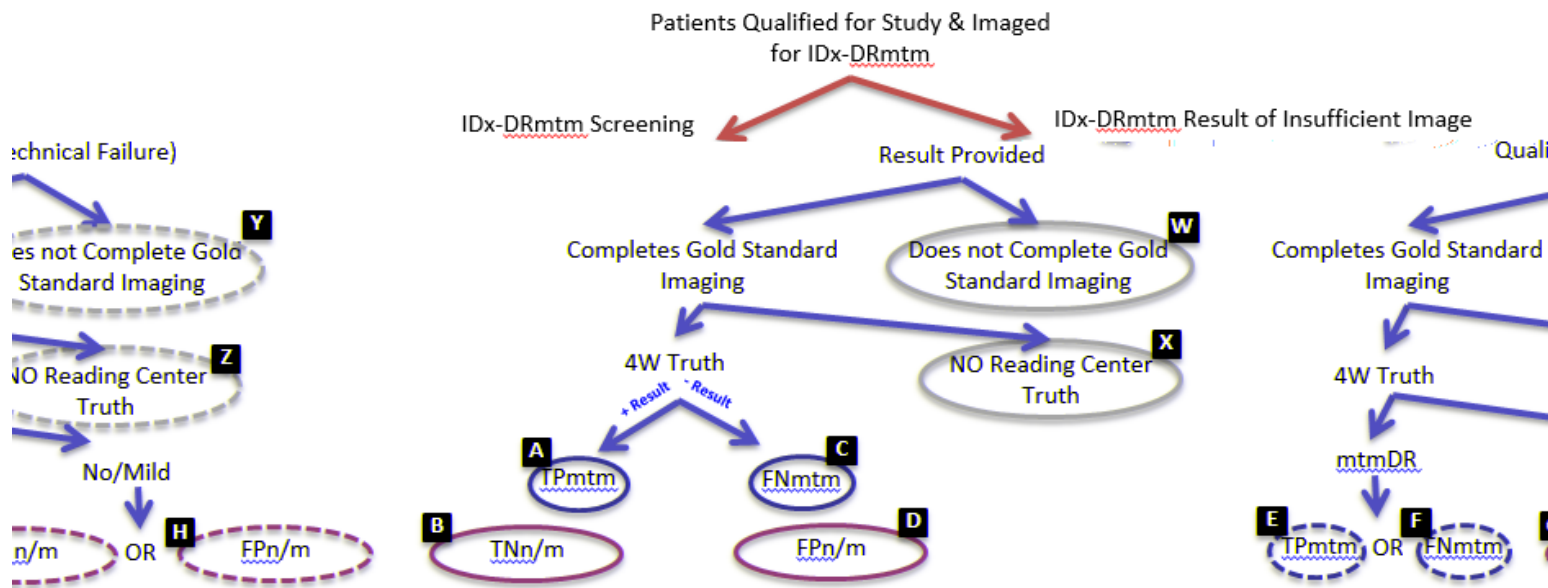 Patients Qualified for Study & Imaged
for IDx-DRmtm
IDx-DRmtm Screening
IDx-DRmtm Result of Insufficient Image
echnical Failure)
Result Provided
Quali
Y
es not Complete Gold
Standard Imaging
Completes Gold Standard
Imaging
W
Does not Complete Gold
Standard Imaging
Completes Gold Standard
Imaging
Z
NO Reading Center
Truth
4W Truth
X
NO Reading Center
Truth
4W Truth
+ Result
- Result
No/Mild
A
TPmtm
C
FNmtm
mtmDR
n/m
OR
H
FPn/m
B
TNn/m
D
FPn/m
E
TPmtm
OR
F
FNmtm